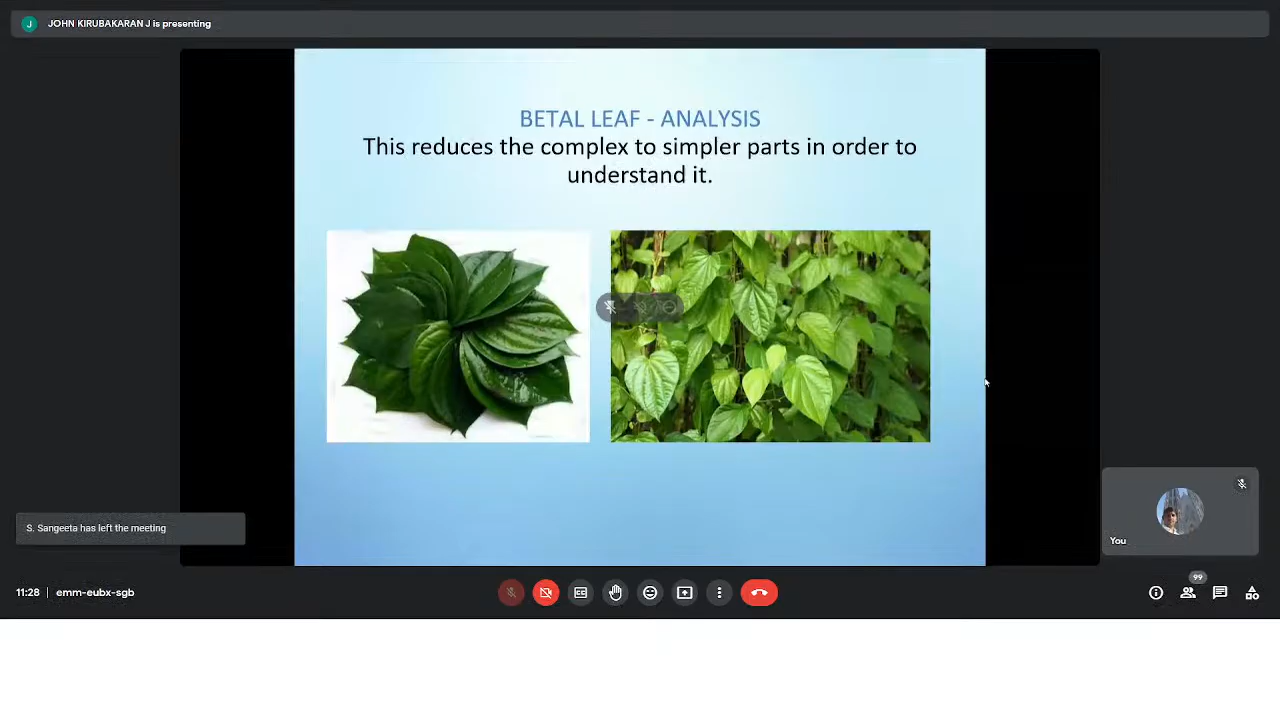 J JOHN KIRUBAKARAN J is presenting
BETAL LEAF - ANALYSIS
This reduces the complex to simpler parts in order to
understand it.
S. Sangeeta has left the meeting
You
11:28 | emm-eubx-sgb
99